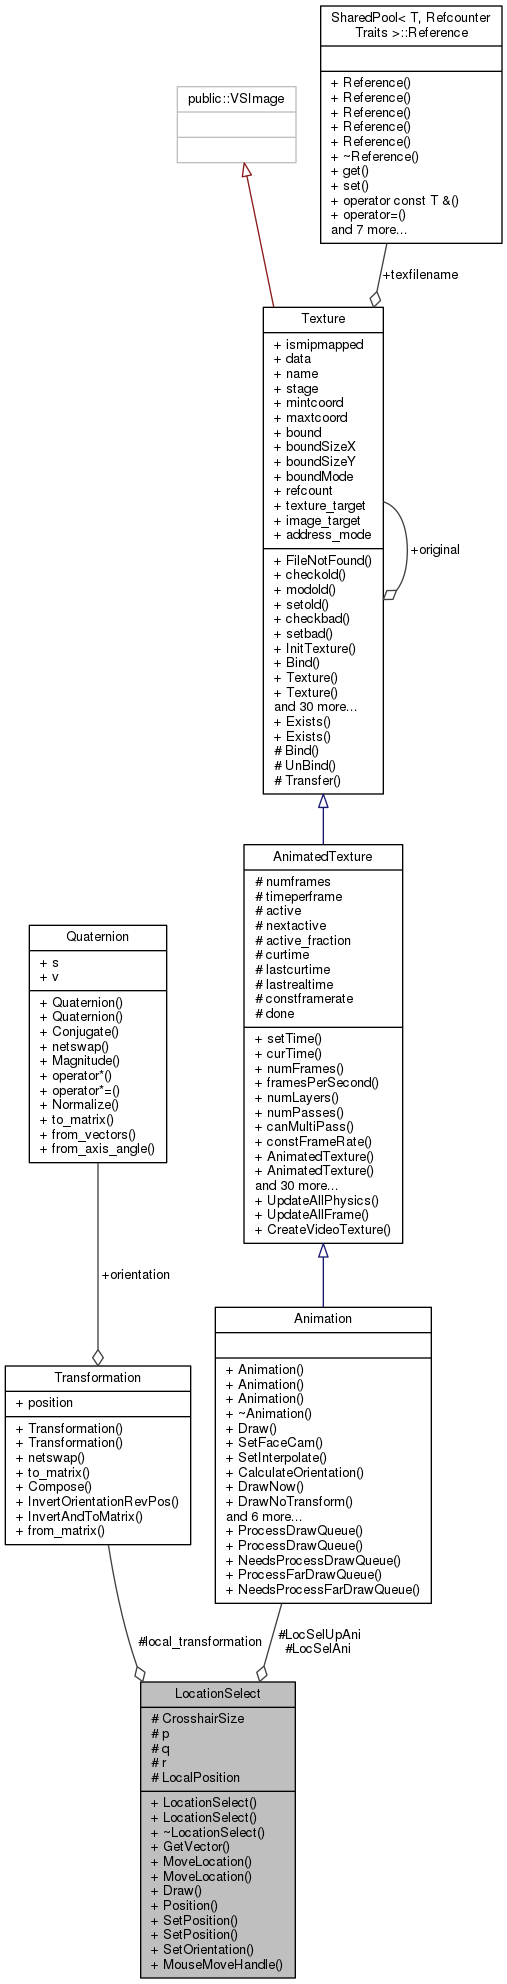 SharedPool< T, Refcounter
Traits >::Reference
+ Reference()
+ Reference()
+ Reference()
+ Reference()
+ Reference()
+ ~Reference()
+ get()
+ set()
+ operator const T &()
+ operator=()
and 7 more...
public::VSImage
+texfilename
Texture
+ ismipmapped
+ data
+ name
+ stage
+ mintcoord
+ maxtcoord
+ bound
+ boundSizeX
+ boundSizeY
+ boundMode
+ refcount
+ texture_target
+ image_target
+ address_mode
+ FileNotFound()
+ checkold()
+ modold()
+ setold()
+ checkbad()
+ setbad()
+ InitTexture()
+ Bind()
+ Texture()
+ Texture()
and 30 more...
+ Exists()
+ Exists()
# Bind()
# UnBind()
# Transfer()
+original
AnimatedTexture
# numframes
# timeperframe
# active
# nextactive
# active_fraction
# curtime
# lastcurtime
# lastrealtime
# constframerate
# done
+ setTime()
+ curTime()
+ numFrames()
+ framesPerSecond()
+ numLayers()
+ numPasses()
+ canMultiPass()
+ constFrameRate()
+ AnimatedTexture()
+ AnimatedTexture()
and 30 more...
+ UpdateAllPhysics()
+ UpdateAllFrame()
+ CreateVideoTexture()
Quaternion
+ s
+ v
+ Quaternion()
+ Quaternion()
+ Conjugate()
+ netswap()
+ Magnitude()
+ operator*()
+ operator*=()
+ Normalize()
+ to_matrix()
+ from_vectors()
+ from_axis_angle()
+orientation
Transformation
+ position
+ Transformation()
+ Transformation()
+ netswap()
+ to_matrix()
+ Compose()
+ InvertOrientationRevPos()
+ InvertAndToMatrix()
+ from_matrix()
Animation
+ Animation()
+ Animation()
+ Animation()
+ ~Animation()
+ Draw()
+ SetFaceCam()
+ SetInterpolate()
+ CalculateOrientation()
+ DrawNow()
+ DrawNoTransform()
and 6 more...
+ ProcessDrawQueue()
+ ProcessDrawQueue()
+ NeedsProcessDrawQueue()
+ ProcessFarDrawQueue()
+ NeedsProcessFarDrawQueue()
#local_transformation
#LocSelUpAni
#LocSelAni
LocationSelect
# CrosshairSize
# p
# q
# r
# LocalPosition
+ LocationSelect()
+ LocationSelect()
+ ~LocationSelect()
+ GetVector()
+ MoveLocation()
+ MoveLocation()
+ Draw()
+ Position()
+ SetPosition()
+ SetPosition()
+ SetOrientation()
+ MouseMoveHandle()